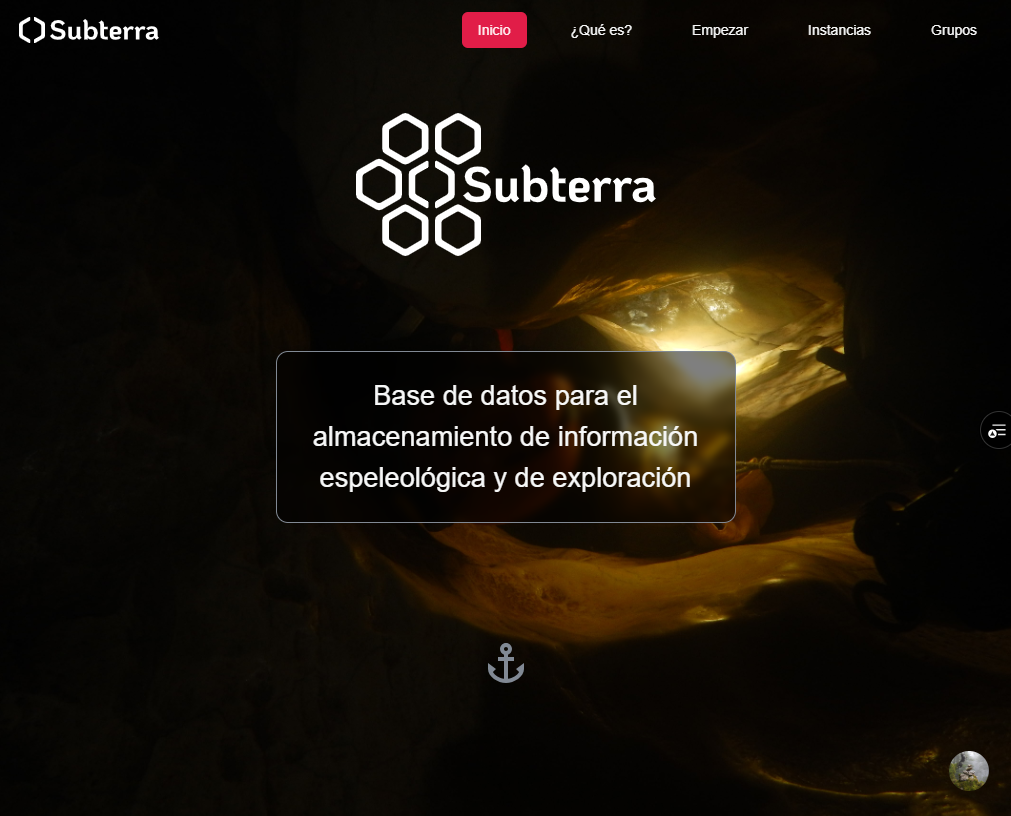 Subterra
Inicio
¿Qué es?
Empezar
Instancias
Grupos
Subterra
Base de datos para el
almacenamiento de información
espeleológica y de exploración